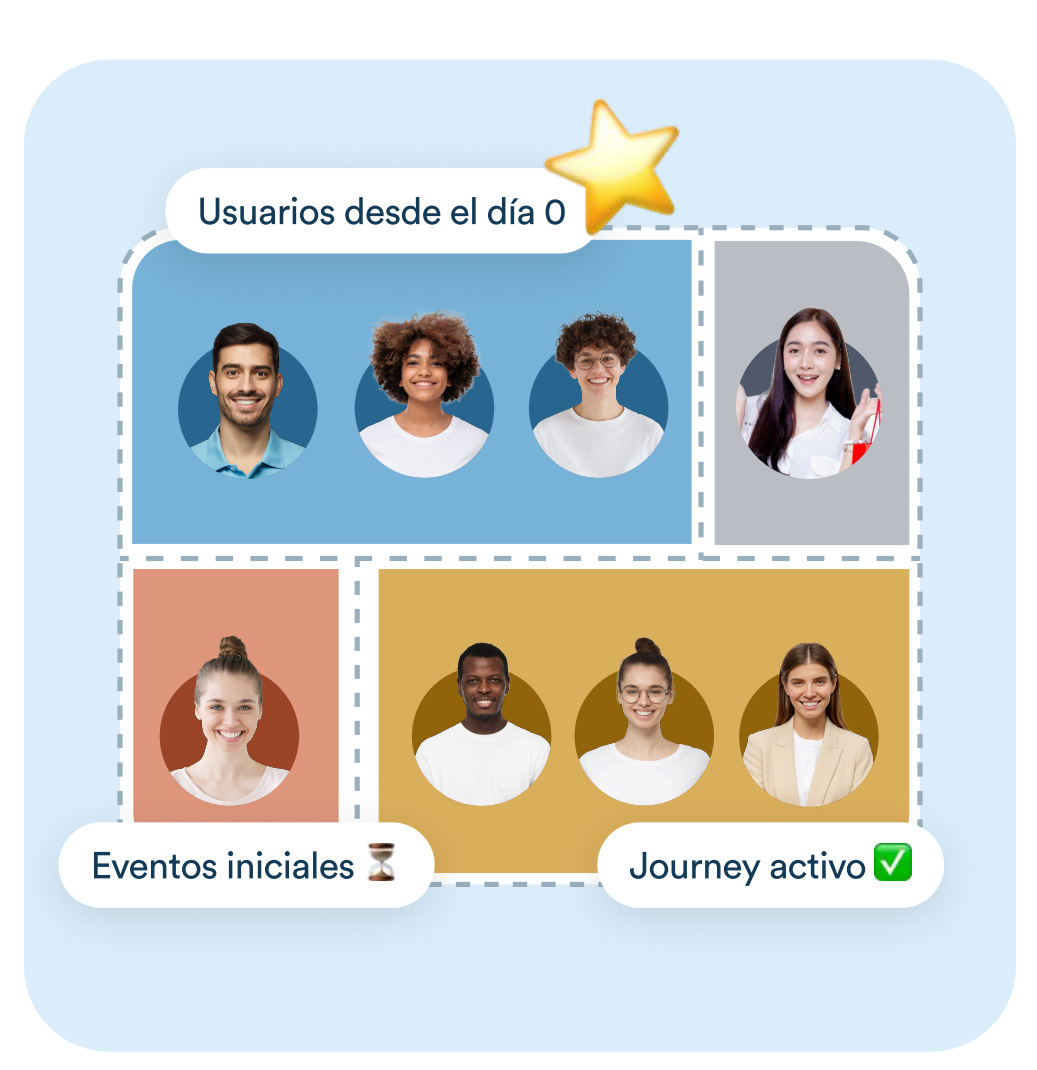 Usuarios desde el día 0
Eventos iniciales ⏳
Journey activo ✅